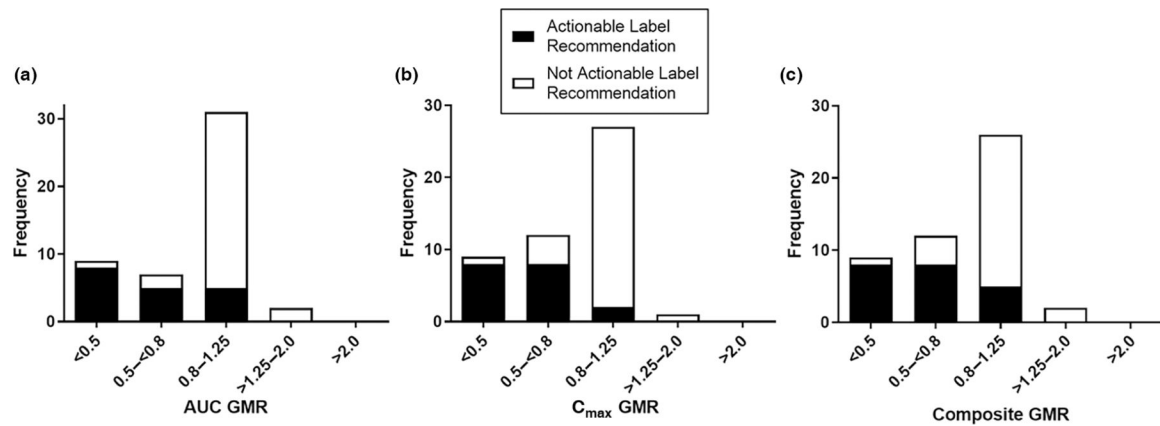 Actionable Label
Recommendation
Not Actionable Label
Recommendation
(a)
Frequency
30
20
10
0
<0.5
0.5–<0.8
0.8–1.25
>1.25–2.0
>2.0
AUC GMR
(b)
Frequency
30
20
10
0
<0.5
0.5–<0.8
0.8–1.25
>1.25–2.0
>2.0
Cmax GMR
(c)
Frequency
30
20
10
0
<0.5
0.5–<0.8
0.8–1.25
>1.25–2.0
>2.0
Composite GMR